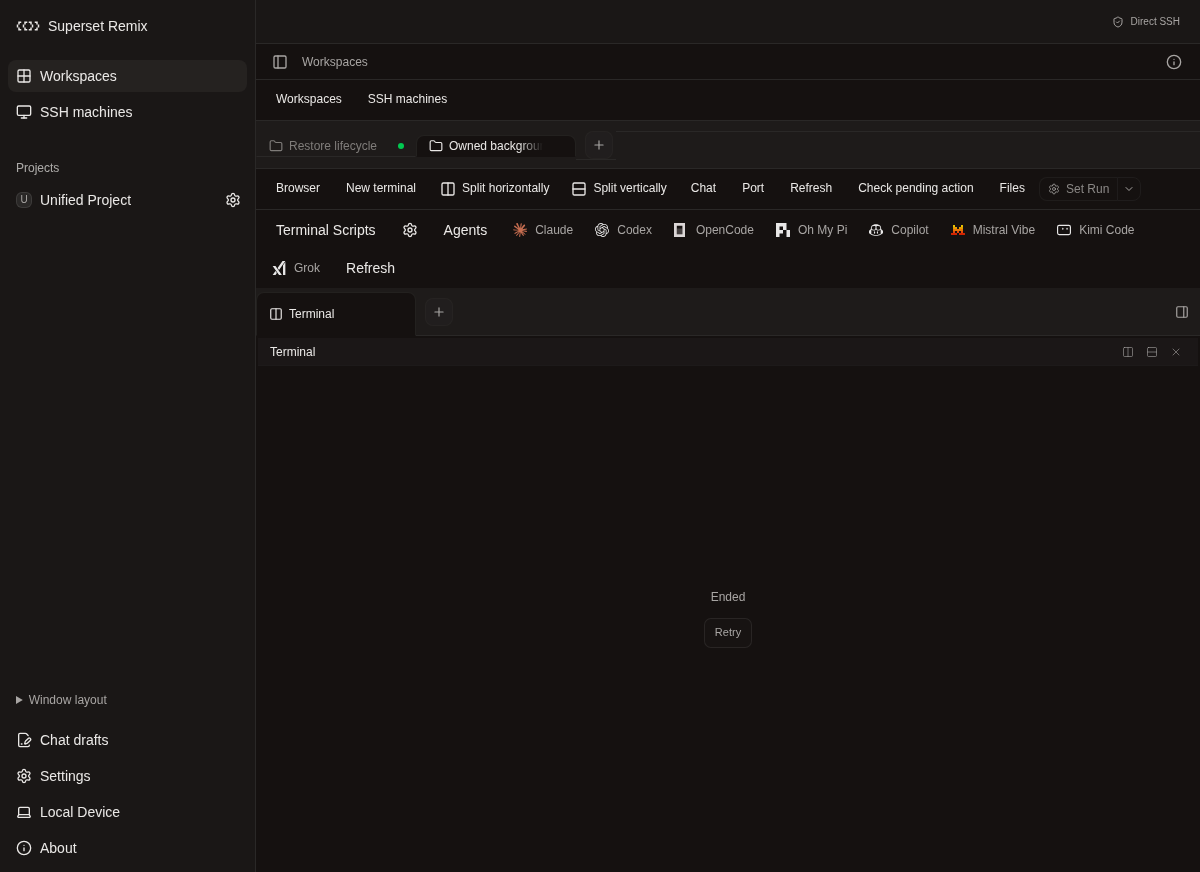 Superset Remix
Direct SSH
Workspaces
Workspaces
SSH machines
Workspaces SSH machines
Projects
U Unified Project
Restore lifecycle Owned backgrou
Browser New terminal Split horizontally Split vertically Chat Port Refresh Check pending action Files Set Run
Terminal Scripts Agents Claude Codex OpenCode Oh My Pi Copilot Mistral Vibe Kimi Code
Grok Refresh
Terminal
Terminal
Ended
Retry
Window layout
Chat drafts
Settings
Local Device
About